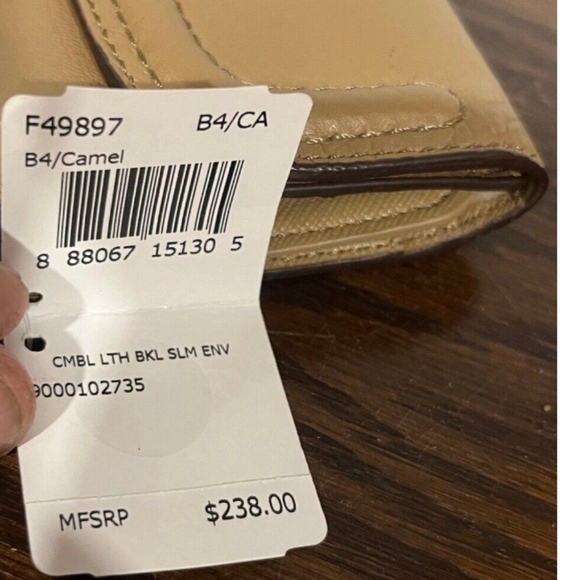 F49897 B4/CA
B4/Camel
8 88067 15130 5
CMBL LTH BKL SLM ENV
9000102735
MFSRP $238.00